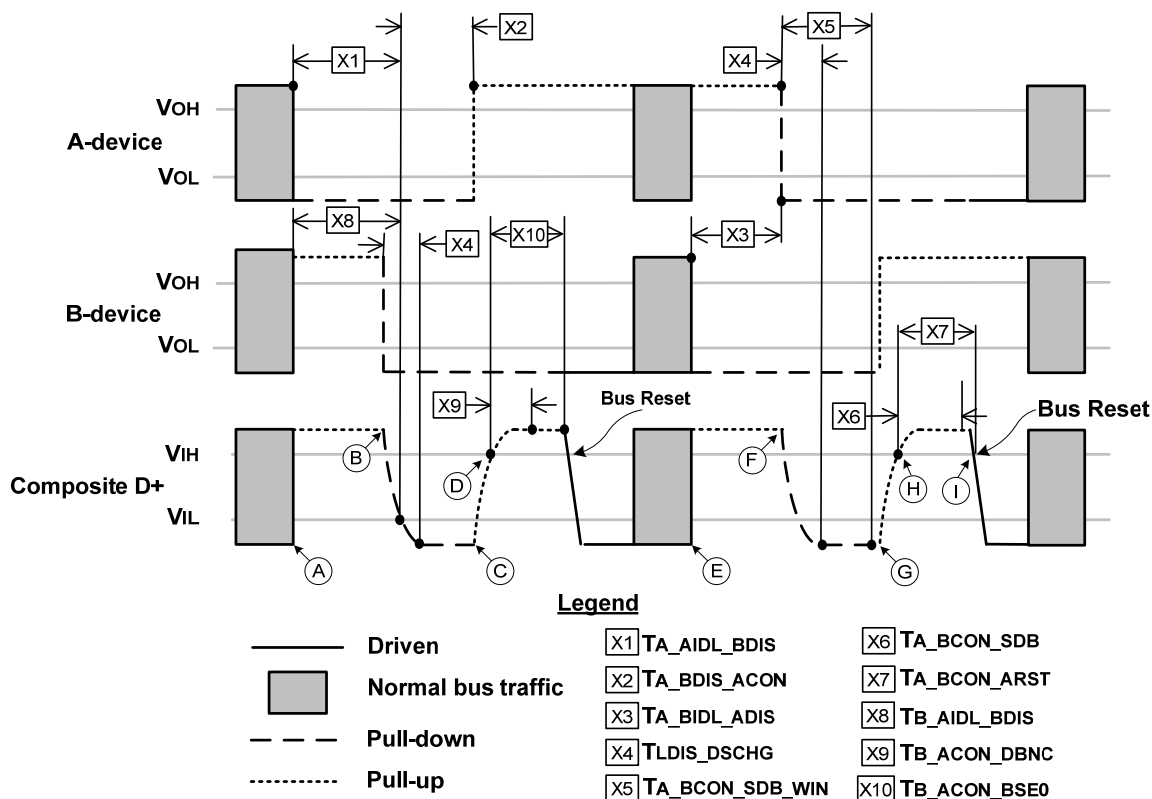 X5
X2
X1
X4
VOH
A-device
VOL
X8
X4
X10
X3
VOH
B-device
VOL
X7
X9
Bus Reset
X6
Bus Reset
VIH
B
D
F
H
I
Composite D+
VIL
A
C
E
G
Legend
Driven
Normal bus traffic
Pull-down
Pull-up
X1 TA_AIDL_BDIS
X2 TA_BDIS_ACON
X3 TA_BIDL_ADIS
X4 TLDIS_DSCHG
X5 TA_BCON_SDB_WIN
X6 TA_BCON_SDB
X7 TA_BCON_ARST
X8 TB_AIDL_BDIS
X9 TB_ACON_DBNC
X10 TB_ACON_BSE0